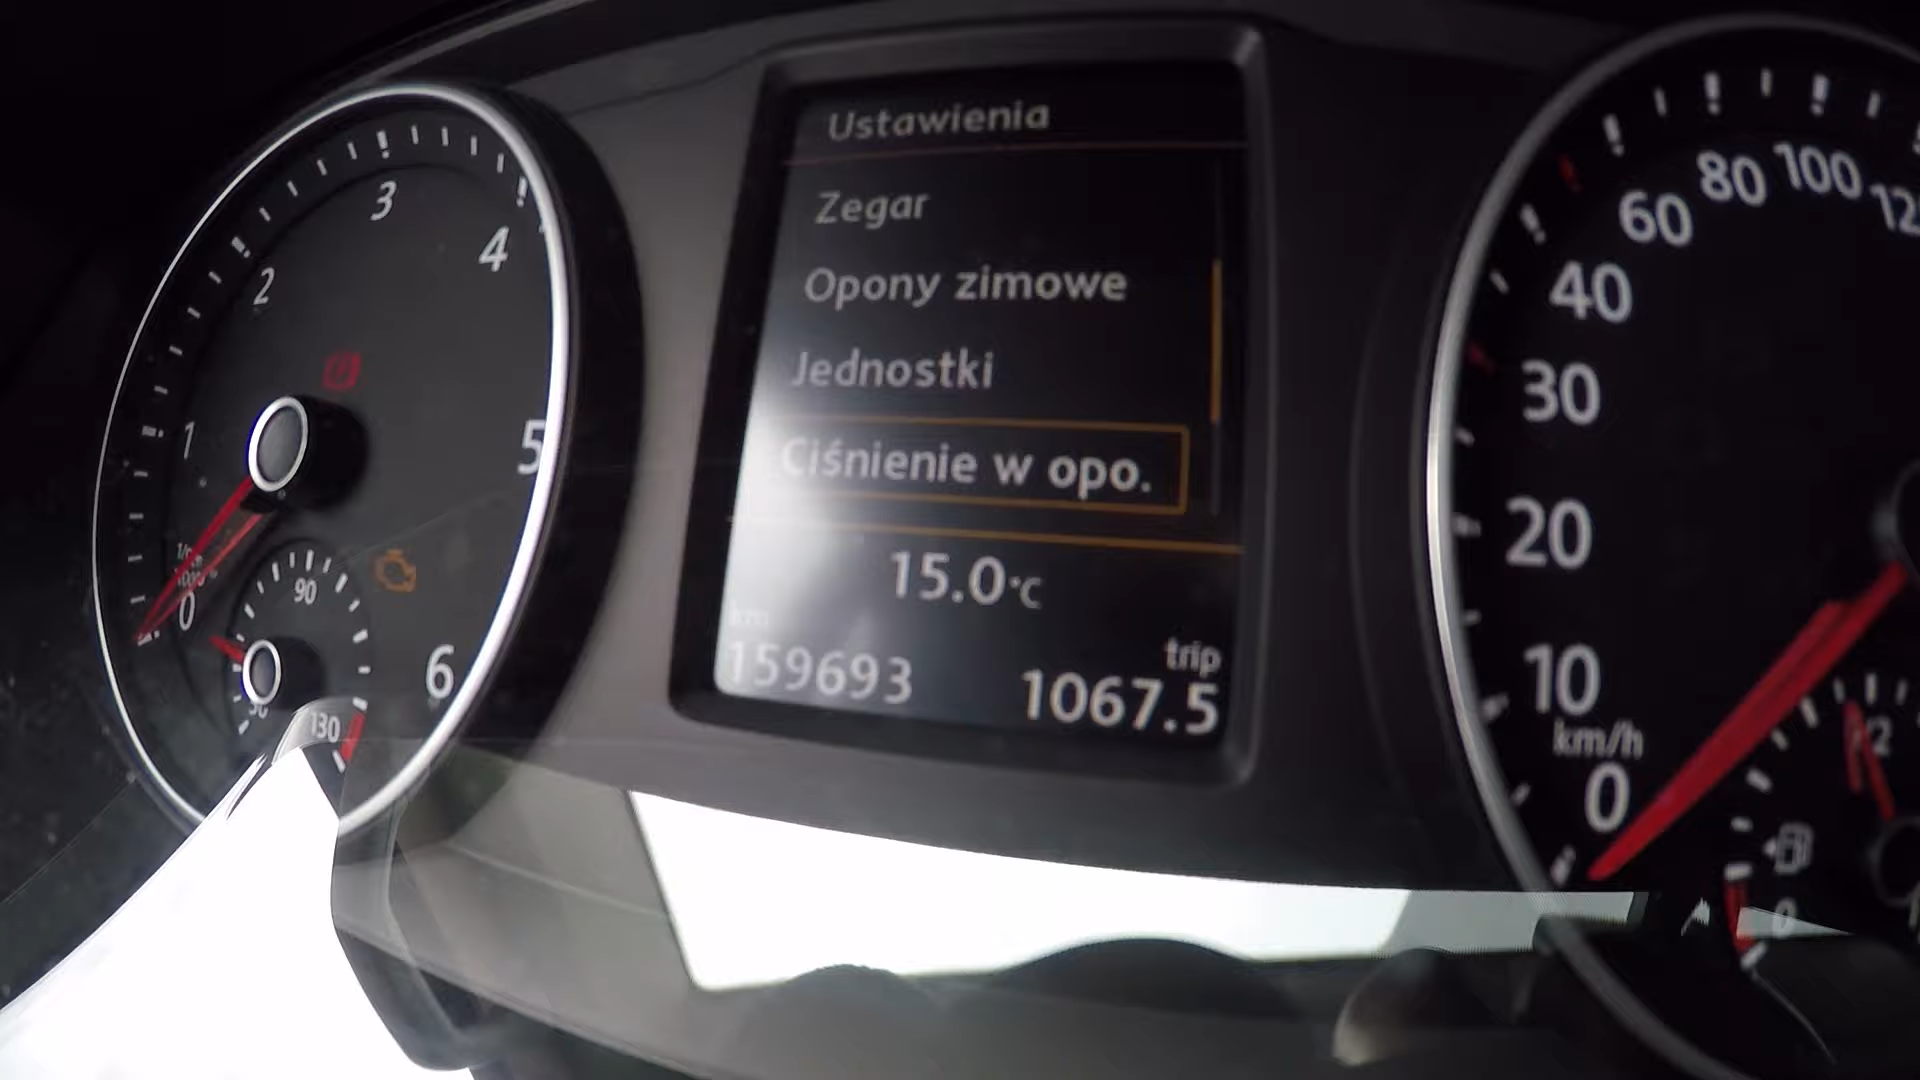 Ustawienia
Zegar
Opony zimowe
Jednostki
Ciśnienie w opo.
15.0°C
km
trip
159693
1067.5
1
2
3
4
5
6
0
90
130
0
10
20
30
40
60
80
100
km/h
0